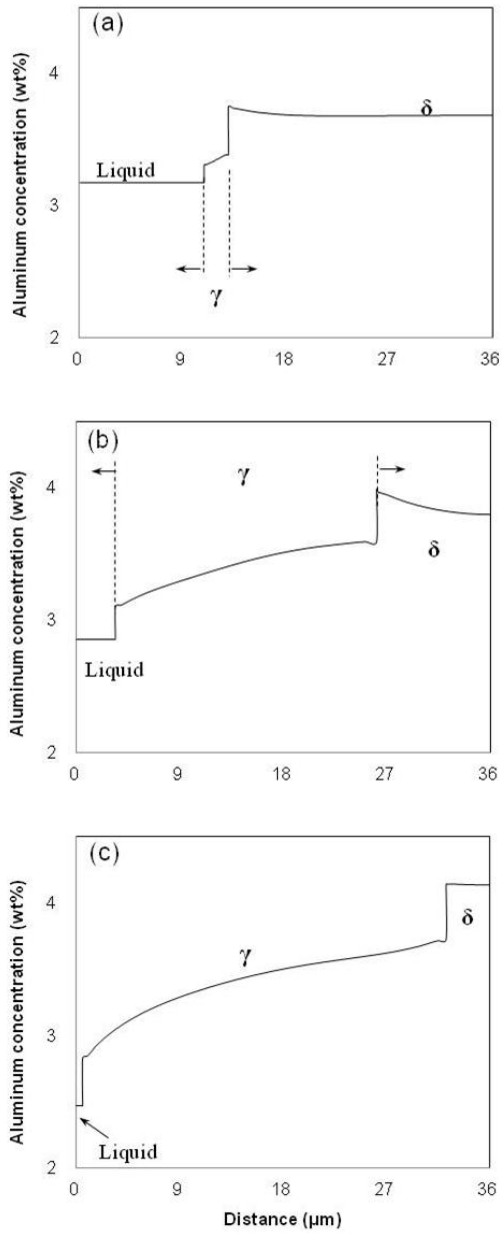 (a)
Aluminum concentration (wt%)
4
3
2
Liquid
γ
δ
0 9 18 27 36
(b)
Aluminum concentration (wt%)
4
3
2
γ
δ
Liquid
0 9 18 27 36
(c)
Aluminum concentration (wt%)
4
3
2
γ
δ
Liquid
0 9 18 27 36
Distance (μm)